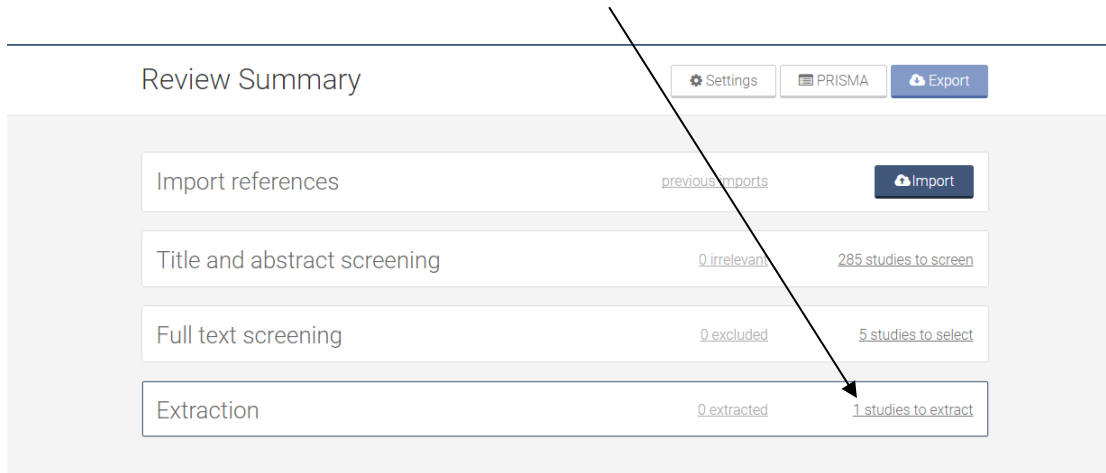 Review Summary Settings PRISMA Export
Import references previous imports Import
Title and abstract screening 0 irrelevant 285 studies to screen
Full text screening 0 excluded 5 studies to select
Extraction 0 extracted 1 studies to extract